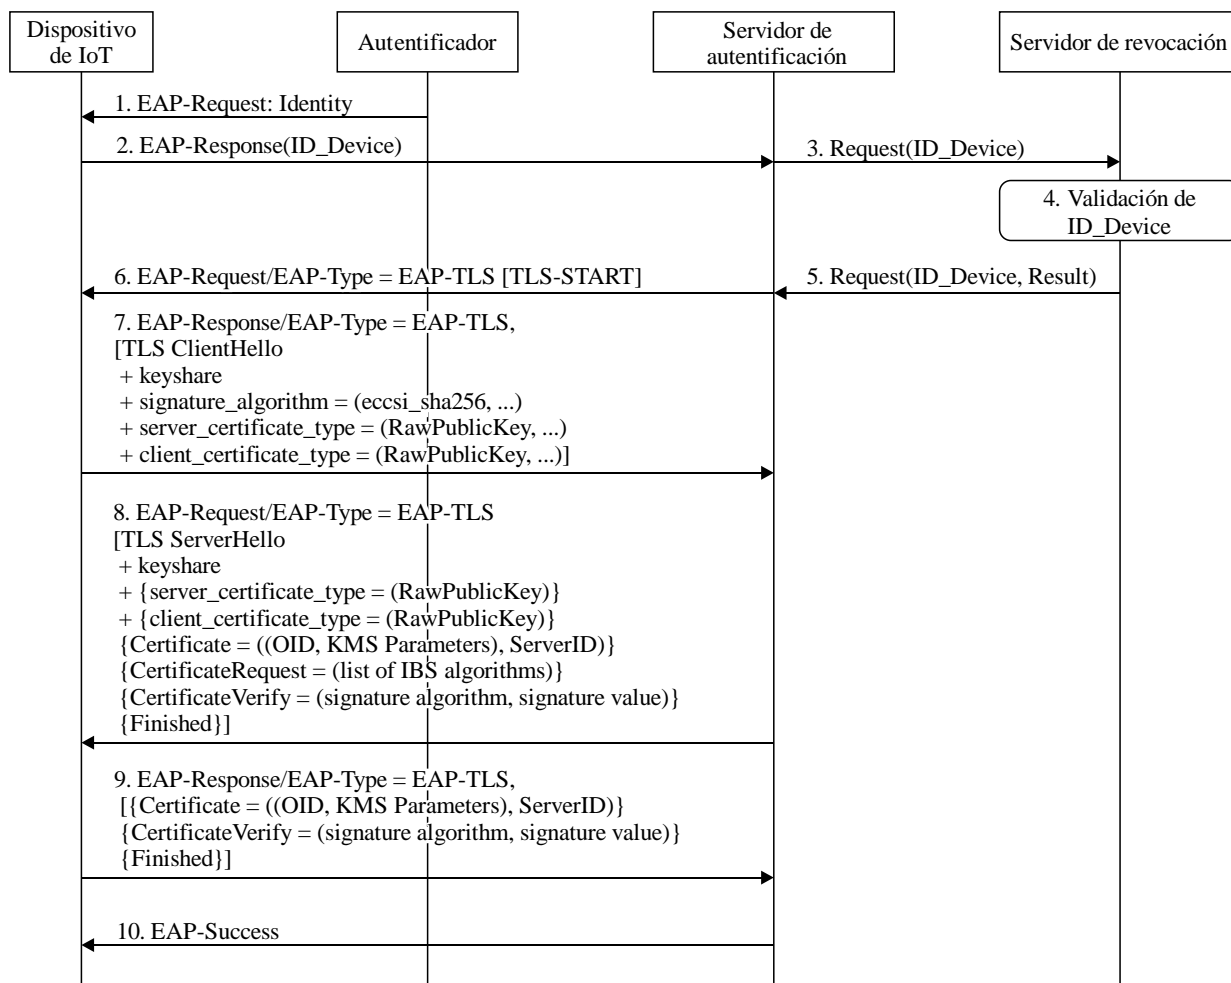 Dispositivo
de IoT
Autentificador
Servidor de
autentificación
Servidor de revocación
1. EAP-Request: Identity
2. EAP-Response(ID_Device)
3. Request(ID_Device)
4. Validación de
ID_Device
6. EAP-Request/EAP-Type = EAP-TLS [TLS-START]
5. Request(ID_Device, Result)
7. EAP-Response/EAP-Type = EAP-TLS,
[TLS ClientHello
+ keyshare
+ signature_algorithm = (eccsi_sha256, ...)
+ server_certificate_type = (RawPublicKey, ...)
+ client_certificate_type = (RawPublicKey, ...)]
8. EAP-Request/EAP-Type = EAP-TLS
[TLS ServerHello
+ keyshare
+ {server_certificate_type = (RawPublicKey)}
+ {client_certificate_type = (RawPublicKey)}
{Certificate = ((OID, KMS Parameters), ServerID)}
{CertificateRequest = (list of IBS algorithms)}
{CertificateVerify = (signature algorithm, signature value)}
{Finished}]
9. EAP-Response/EAP-Type = EAP-TLS,
[{Certificate = ((OID, KMS Parameters), ServerID)}
{CertificateVerify = (signature algorithm, signature value)}
{Finished}]
10. EAP-Success